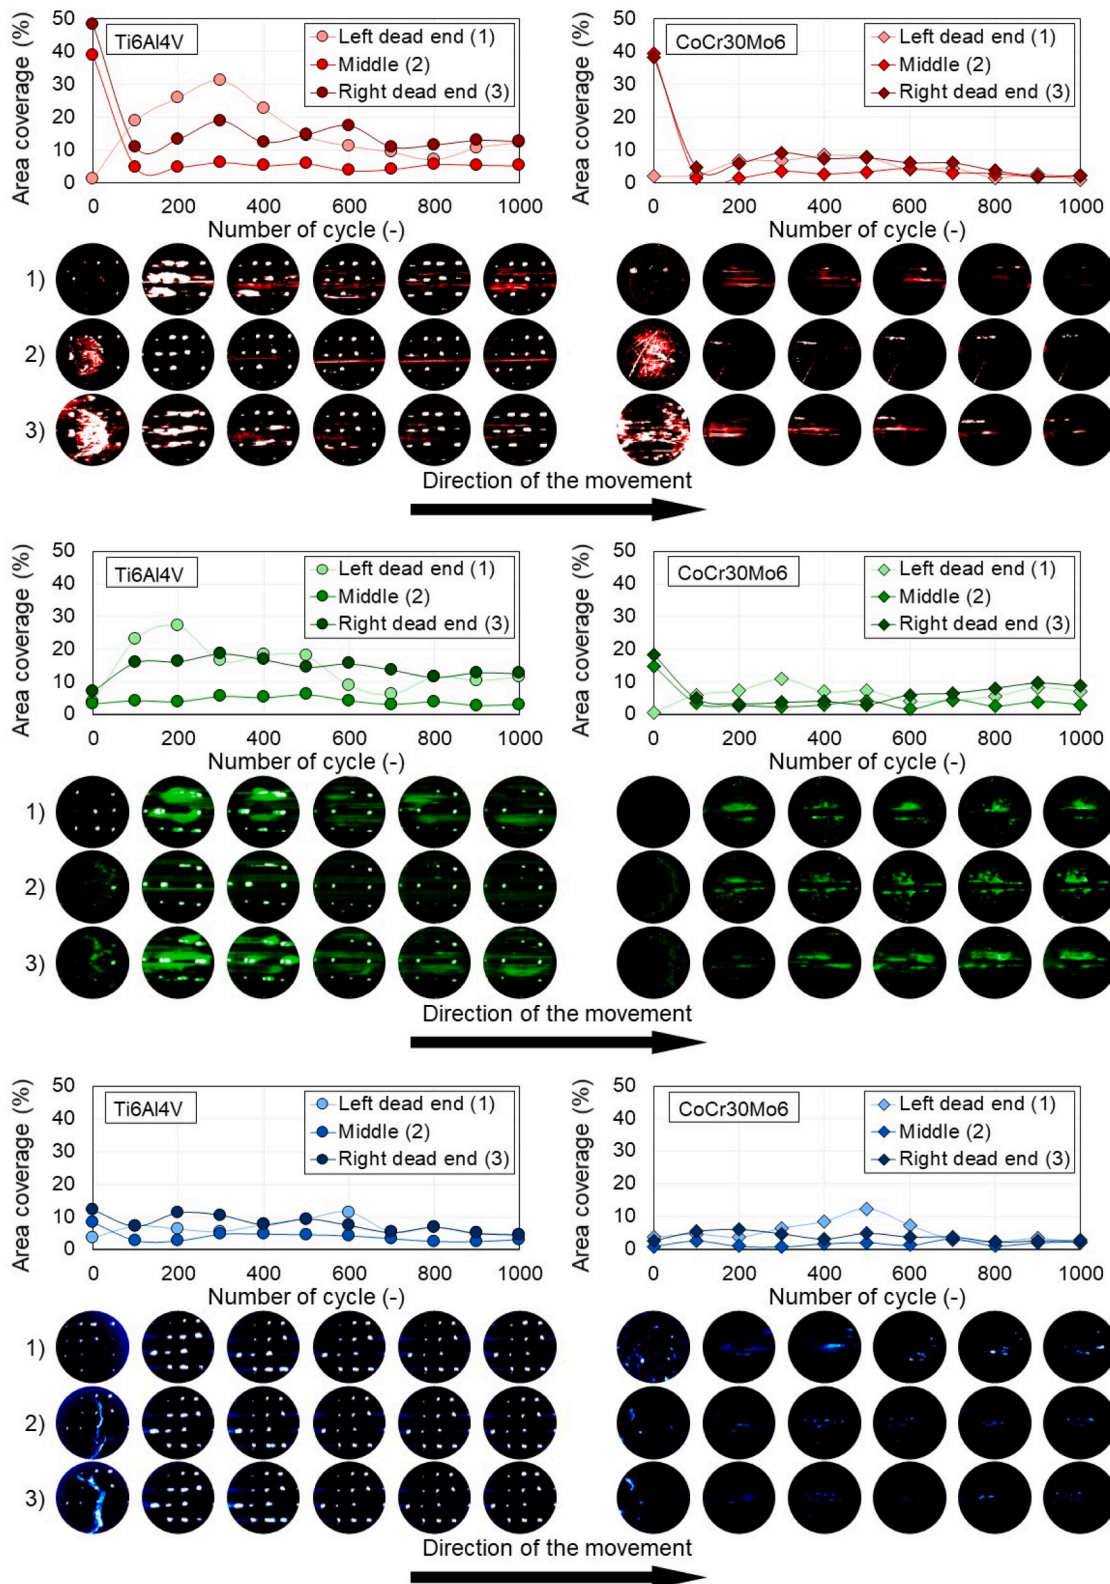 Ti6Al4V
Left dead end (1)
Middle (2)
Right dead end (3)
Area coverage (%)
50
40
30
20
10
0
0 200 400 600 800 1000
Number of cycle (-)
CoCr30Mo6
Left dead end (1)
Middle (2)
Right dead end (3)
Area coverage (%)
50
40
30
20
10
0
0 200 400 600 800 1000
Number of cycle (-)
1)
2)
3)
Direction of the movement
Ti6Al4V
Left dead end (1)
Middle (2)
Right dead end (3)
Area coverage (%)
50
40
30
20
10
0
0 200 400 600 800 1000
Number of cycle (-)
CoCr30Mo6
Left dead end (1)
Middle (2)
Right dead end (3)
Area coverage (%)
50
40
30
20
10
0
0 200 400 600 800 1000
Number of cycle (-)
1)
2)
3)
Direction of the movement
Ti6Al4V
Left dead end (1)
Middle (2)
Right dead end (3)
Area coverage (%)
50
40
30
20
10
0
0 200 400 600 800 1000
Number of cycle (-)
CoCr30Mo6
Left dead end (1)
Middle (2)
Right dead end (3)
Area coverage (%)
50
40
30
20
10
0
0 200 400 600 800 1000
Number of cycle (-)
1)
2)
3)
Direction of the movement